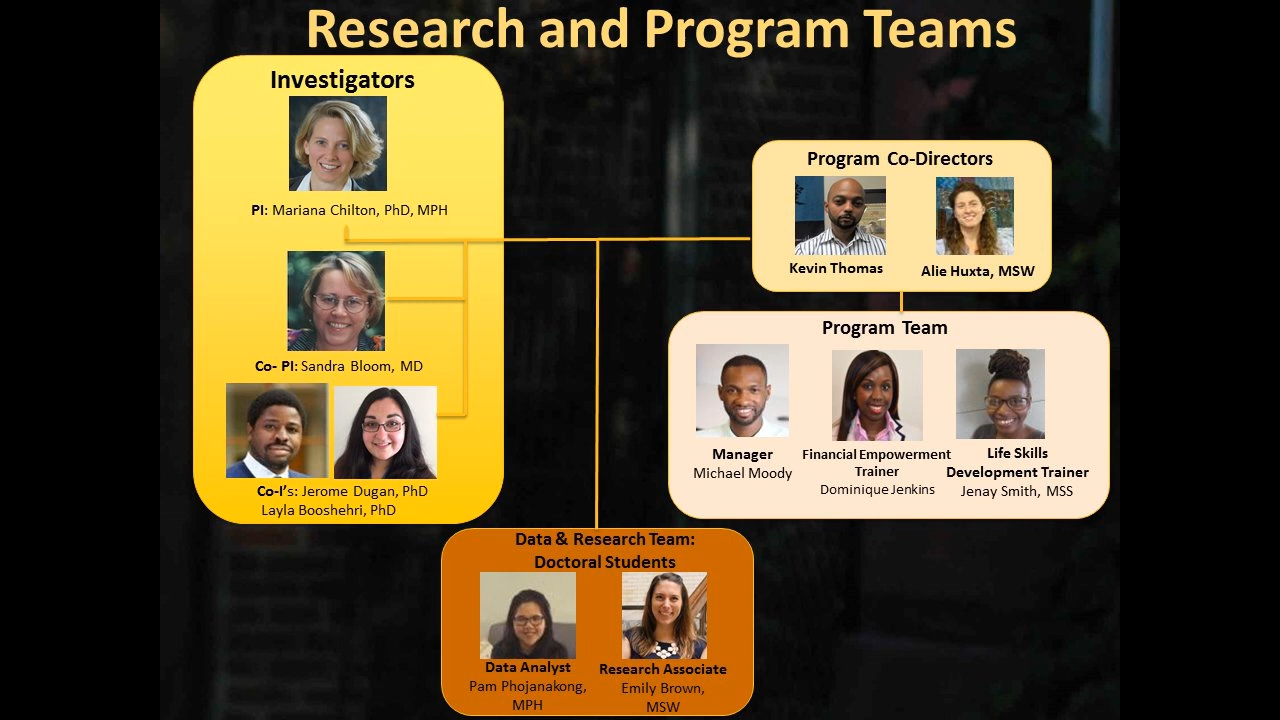 Research and Program Teams
Investigators
PI: Mariana Chilton, PhD, MPH
Co- PI: Sandra Bloom, MD
Co-I’s: Jerome Dugan, PhD
Layla Booshehri, PhD
Program Co-Directors
Kevin Thomas
Alie Huxta, MSW
Program Team
Manager
Michael Moody
Financial Empowerment
Trainer
Dominique Jenkins
Life Skills
Development Trainer
Jenay Smith, MSS
Data & Research Team:
Doctoral Students
Data Analyst
Pam Phojanakong,
MPH
Research Associate
Emily Brown,
MSW